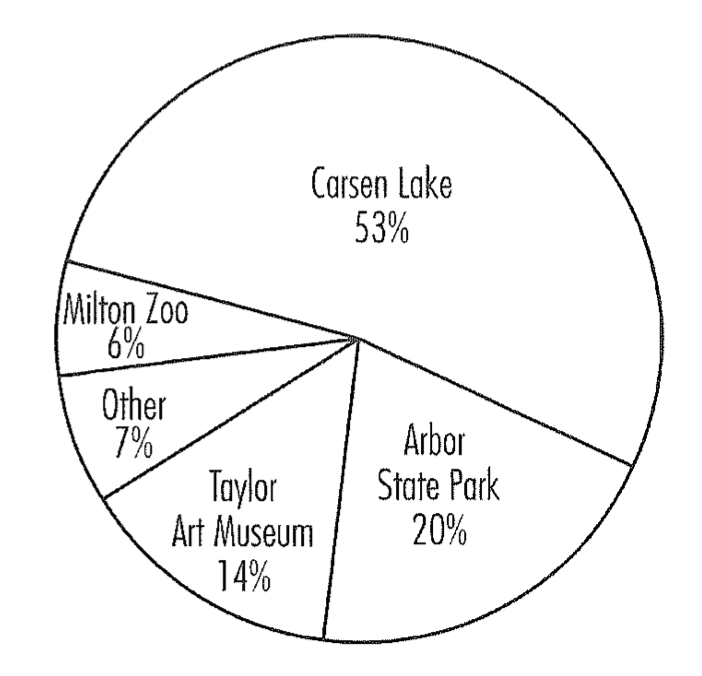 Carsen Lake
53%
Milton Zoo
6%
Other
7%
Taylor
Art Museum
14%
Arbor
State Park
20%